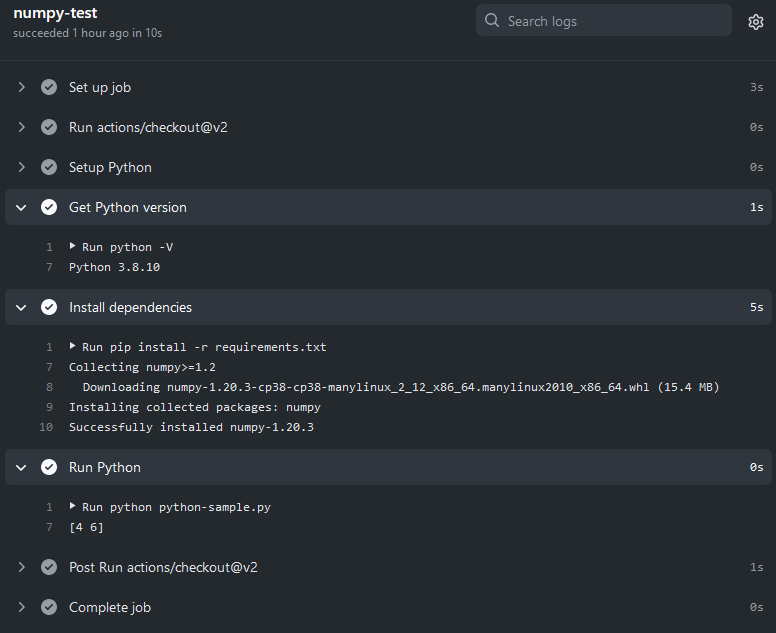 numpy-test
succeeded 1 hour ago in 10s
Search logs
Set up job 3s
Run actions/checkout@v2 0s
Setup Python 0s
Get Python version 1s
1 Run python -V
7 Python 3.8.10
Install dependencies 5s
1 Run pip install -r requirements.txt
7 Collecting numpy>=1.2
8 Downloading numpy-1.20.3-cp38-cp38-manylinux_2_12_x86_64.manylinux2010_x86_64.whl (15.4 MB)
9 Installing collected packages: numpy
10 Successfully installed numpy-1.20.3
Run Python 0s
1 Run python python-sample.py
7 [4 6]
Post Run actions/checkout@v2 1s
Complete job 0s